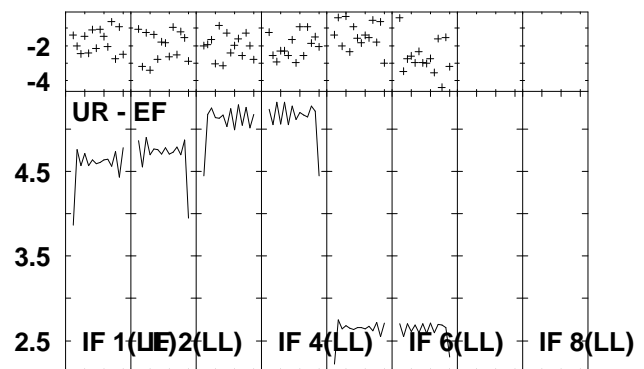 -2
-4
UR - EF
4.5
3.5
2.5 IF 1(LL) IF 2(LL) IF 4(LL) IF 6(LL) IF 8(LL)